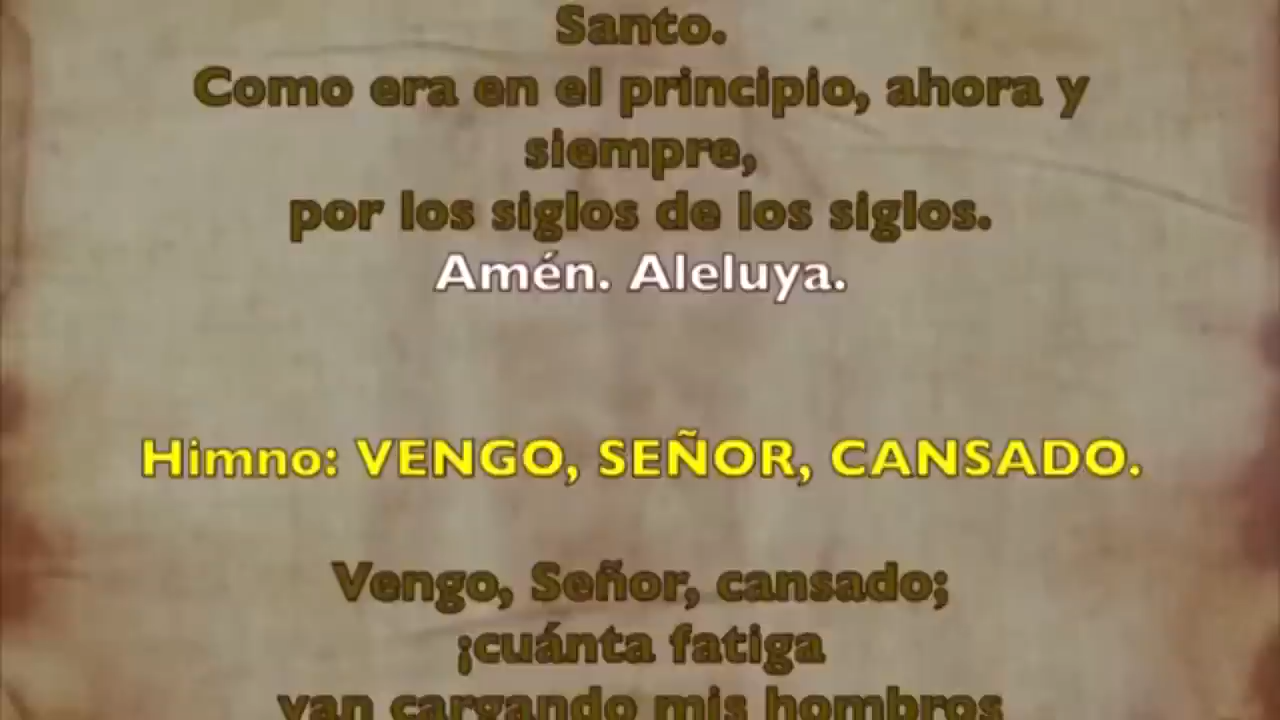 Santo.
Como era en el principio, ahora y
siempre,
por los siglos de los siglos.
Amén. Aleluya.
Himno: VENGO, SEÑOR, CANSADO.
Vengo, Señor, cansado;
¡cuánta fatiga
van cargando mis hombros